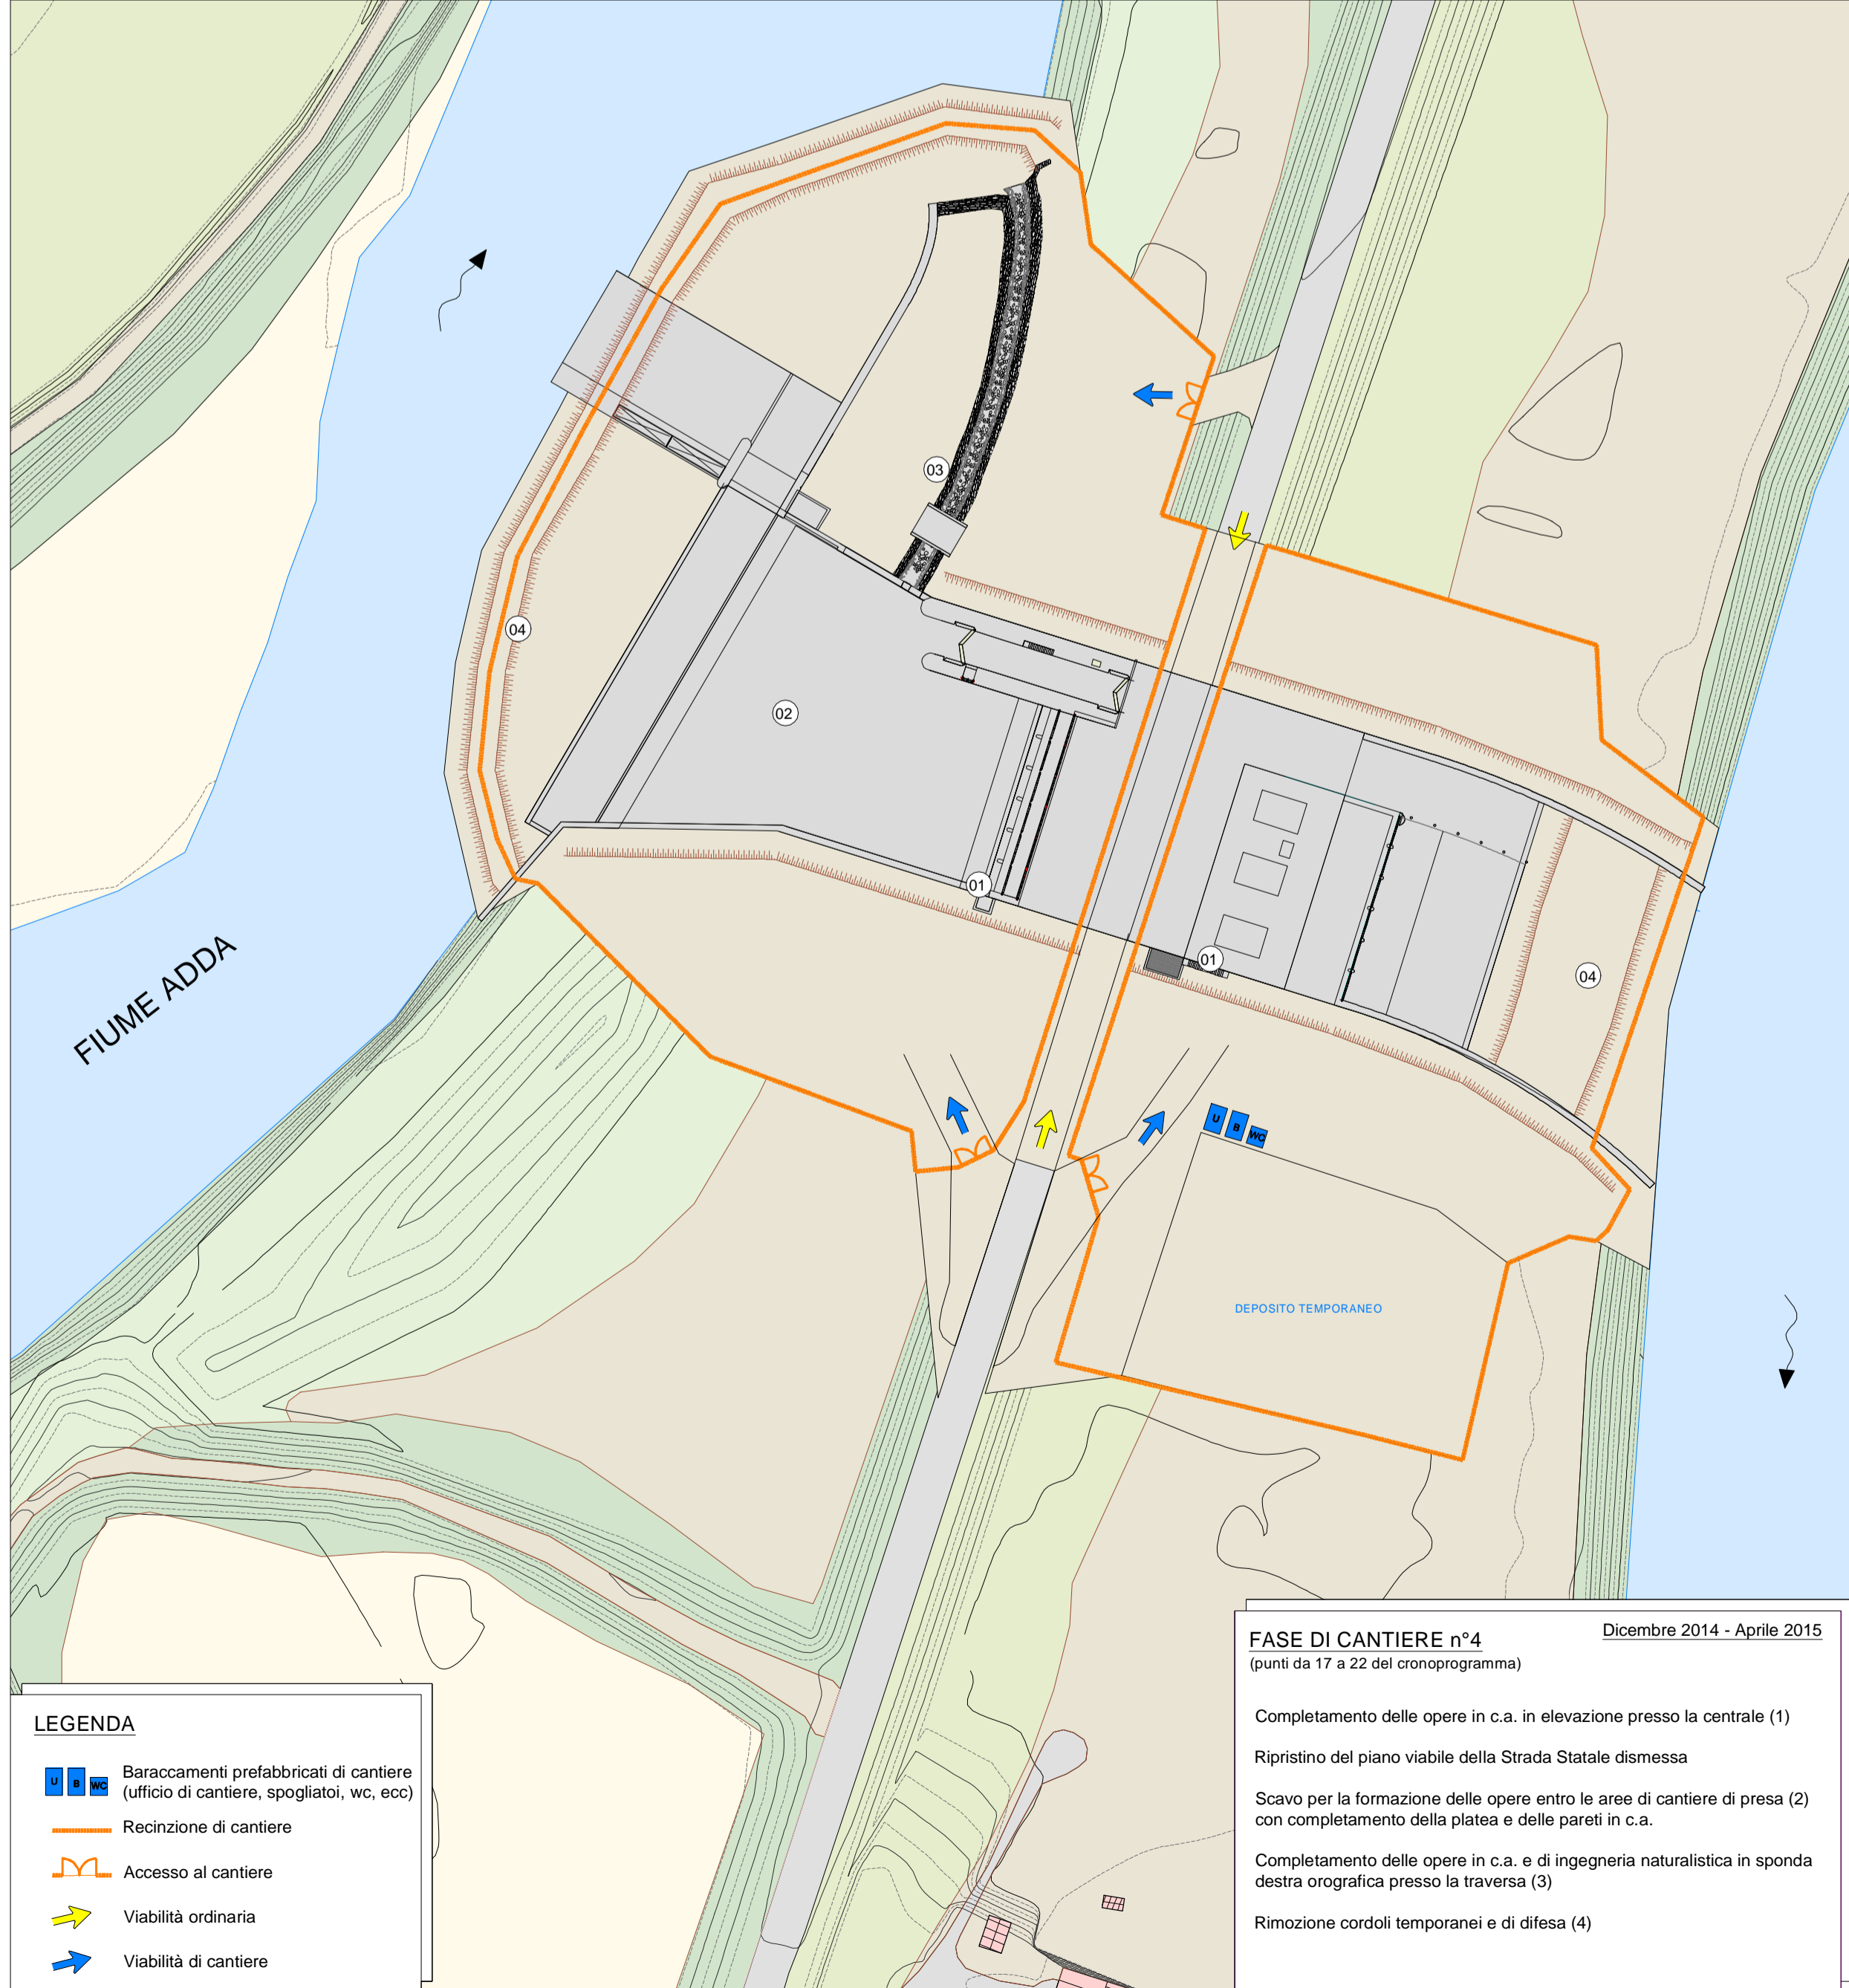 03
04
02
01
01
04
FIUME ADDA
U B WC
DEPOSITO TEMPORANEO
LEGENDA
U B WC
Baraccamenti prefabbricati di cantiere
(ufficio di cantiere, spogliatoi, wc, ecc)
Recinzione di cantiere
Accesso al cantiere
Viabilità ordinaria
Viabilità di cantiere
FASE DI CANTIERE n°4
Dicembre 2014 - Aprile 2015
(punti da 17 a 22 del cronoprogramma)
Completamento delle opere in c.a. in elevazione presso la centrale (1)
Ripristino del piano viabile della Strada Statale dismessa
Scavo per la formazione delle opere entro le aree di cantiere di presa (2)
con completamento della platea e delle pareti in c.a.
Completamento delle opere in c.a. e di ingegneria naturalistica in sponda
destra orografica presso la traversa (3)
Rimozione cordoli temporanei e di difesa (4)